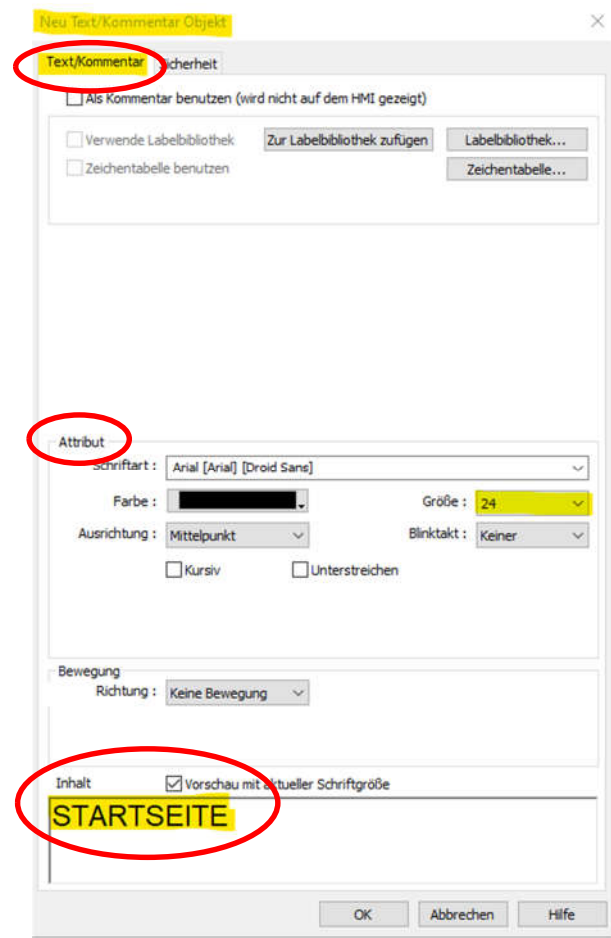 Neu Text/Kommentar Objekt
Text/Kommentar Sicherheit
Als Kommentar benutzen (wird nicht auf dem HMI gezeigt)
Verwende Labelbibliothek Zur Labelbibliothek zufügen Labelbibliothek...
Zeichentabelle benutzen Zeichentabelle...
Attribut
Schriftart : Arial [Arial] [Droid Sans]
Farbe : Größe : 24
Ausrichtung : Mittelpunkt Blinktakt : Keiner
Kursiv Unterstreichen
Bewegung
Richtung : Keine Bewegung
Inhalt Vorschau mit aktueller Schriftgröße
STARTSEITE
OK Abbrechen Hilfe